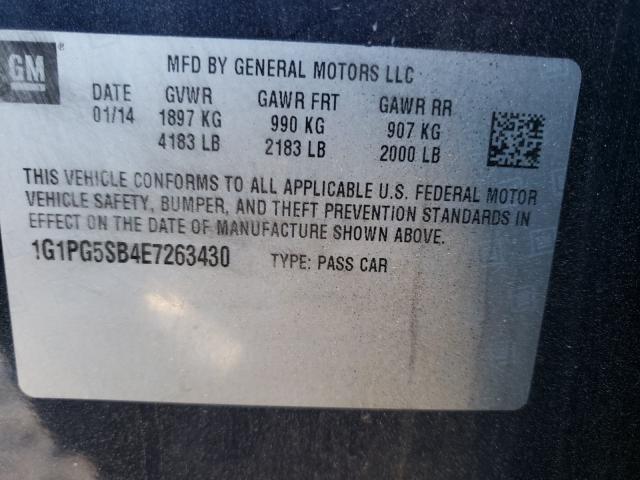 GM ®
MFD BY GENERAL MOTORS LLC
DATE GVWR GAWR FRT GAWR RR
01/14 1897 KG 990 KG 907 KG
4183 LB 2183 LB 2000 LB
THIS VEHICLE CONFORMS TO ALL APPLICABLE U.S. FEDERAL MOTOR
VEHICLE SAFETY, BUMPER, AND THEFT PREVENTION STANDARDS IN
EFFECT ON THE DATE OF MANUFACTURE SHOWN ABOVE.
1G1PG5SB4E7263430 TYPE: PASS CAR